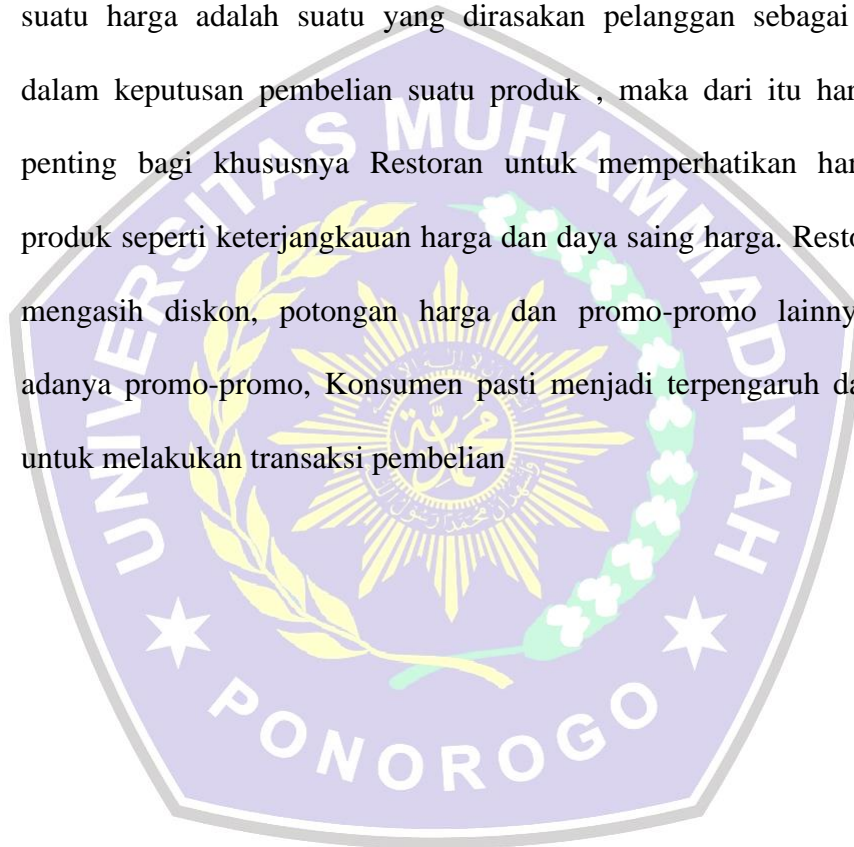 suatu harga adalah suatu yang dirasakan pelanggan sebagai
dalam keputusan pembelian suatu produk , maka dari itu har
penting bagi khususnya Restoran untuk memperhatikan har
produk seperti keterjangkauan harga dan daya saing harga. Resto
mengasih diskon, potongan harga dan promo-promo lainny
adanya promo-promo, Konsumen pasti menjadi terpengaruh da
untuk melakukan transaksi pembelian
UNIVERSITAS MUHAMMADIYAH
PONOROGO